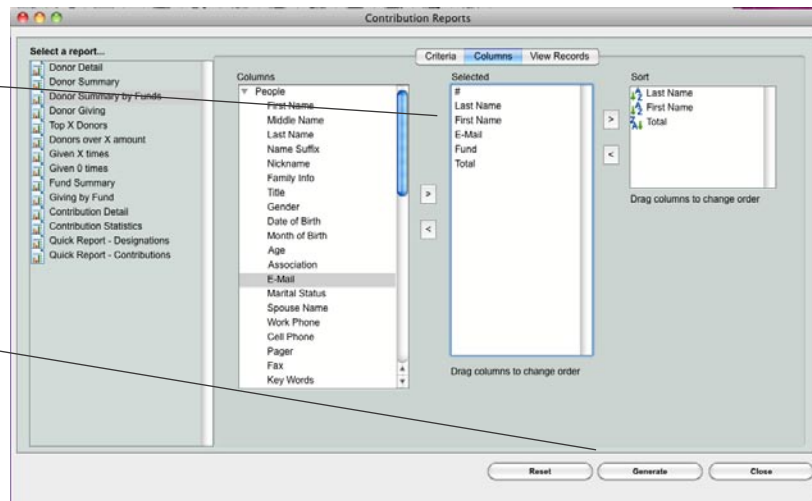 Contribution Reports
Select a report...
Donor Detail
Donor Summary
Donor Summary by Funds
Donor Giving
Top X Donors
Donors over X amount
Given X times
Given 0 times
Fund Summary
Giving by Fund
Contribution Detail
Contribution Statistics
Quick Report - Designations
Quick Report - Contributions
Criteria Columns View Records
Columns
People
First Name
Middle Name
Last Name
Name Suffix
Nickname
Family Info
Title
Gender
Date of Birth
Month of Birth
Age
Association
E-Mail
Marital Status
Spouse Name
Work Phone
Cell Phone
Pager
Fax
Key Words
>
<
Selected
#
Last Name
First Name
E-Mail
Fund
Total
Drag columns to change order
>
<
Sort
Last Name
First Name
Total
Drag columns to change order
Reset Generate Close